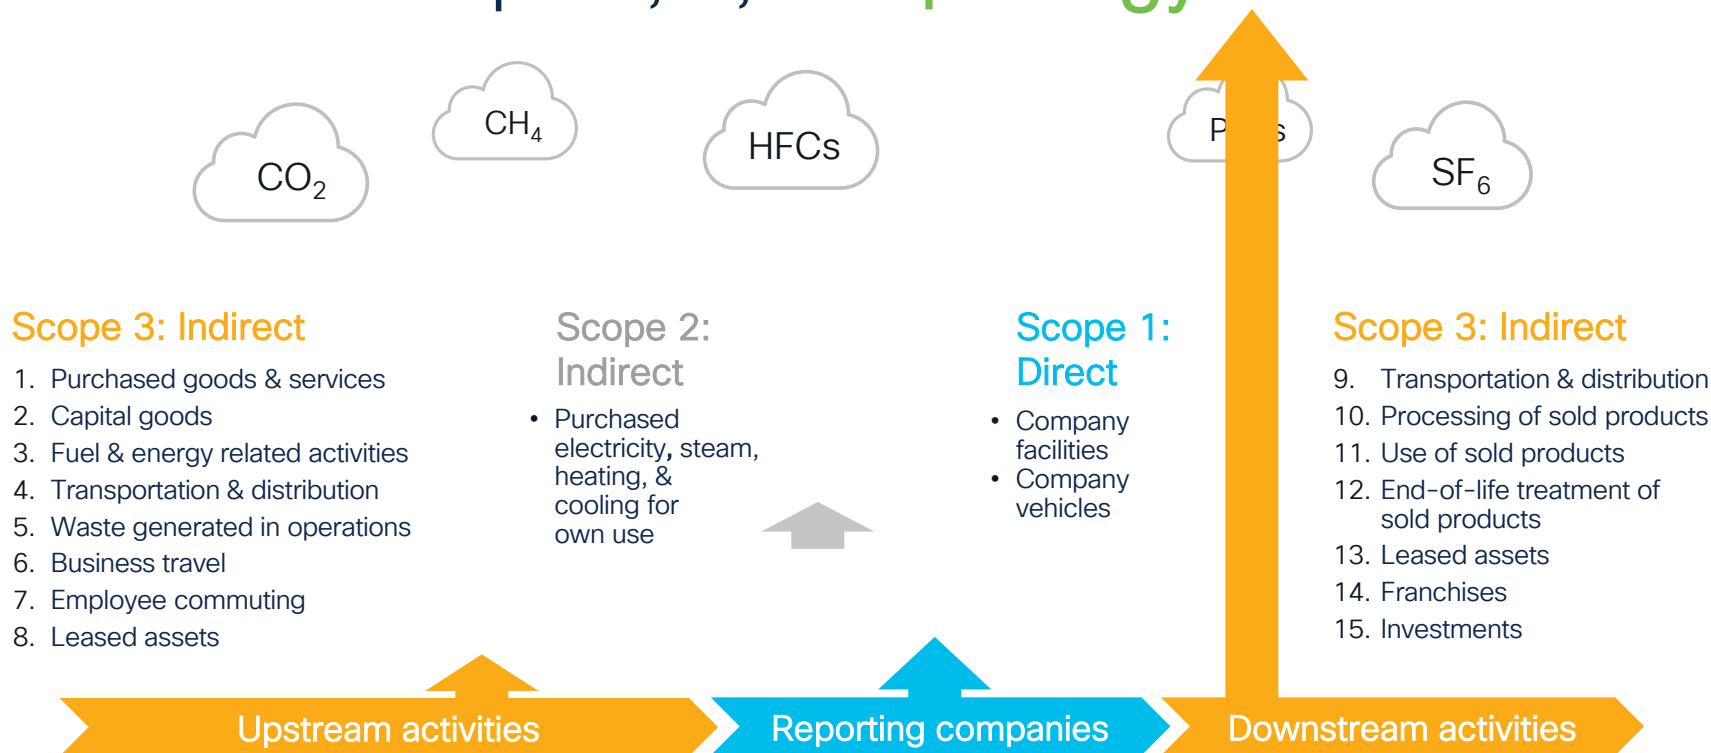 CO₂
CH₄
HFCs
SF₆
Scope 3: Indirect
1. Purchased goods & services
2. Capital goods
3. Fuel & energy related activities
4. Transportation & distribution
5. Waste generated in operations
6. Business travel
7. Employee commuting
8. Leased assets
Scope 2:
Indirect
• Purchased
electricity, steam,
heating, &
cooling for
own use
Scope 1:
Direct
• Company
facilities
• Company
vehicles
Scope 3: Indirect
9. Transportation & distribution
10. Processing of sold products
11. Use of sold products
12. End-of-life treatment of
sold products
13. Leased assets
14. Franchises
15. Investments
Upstream activities
Reporting companies
Downstream activities